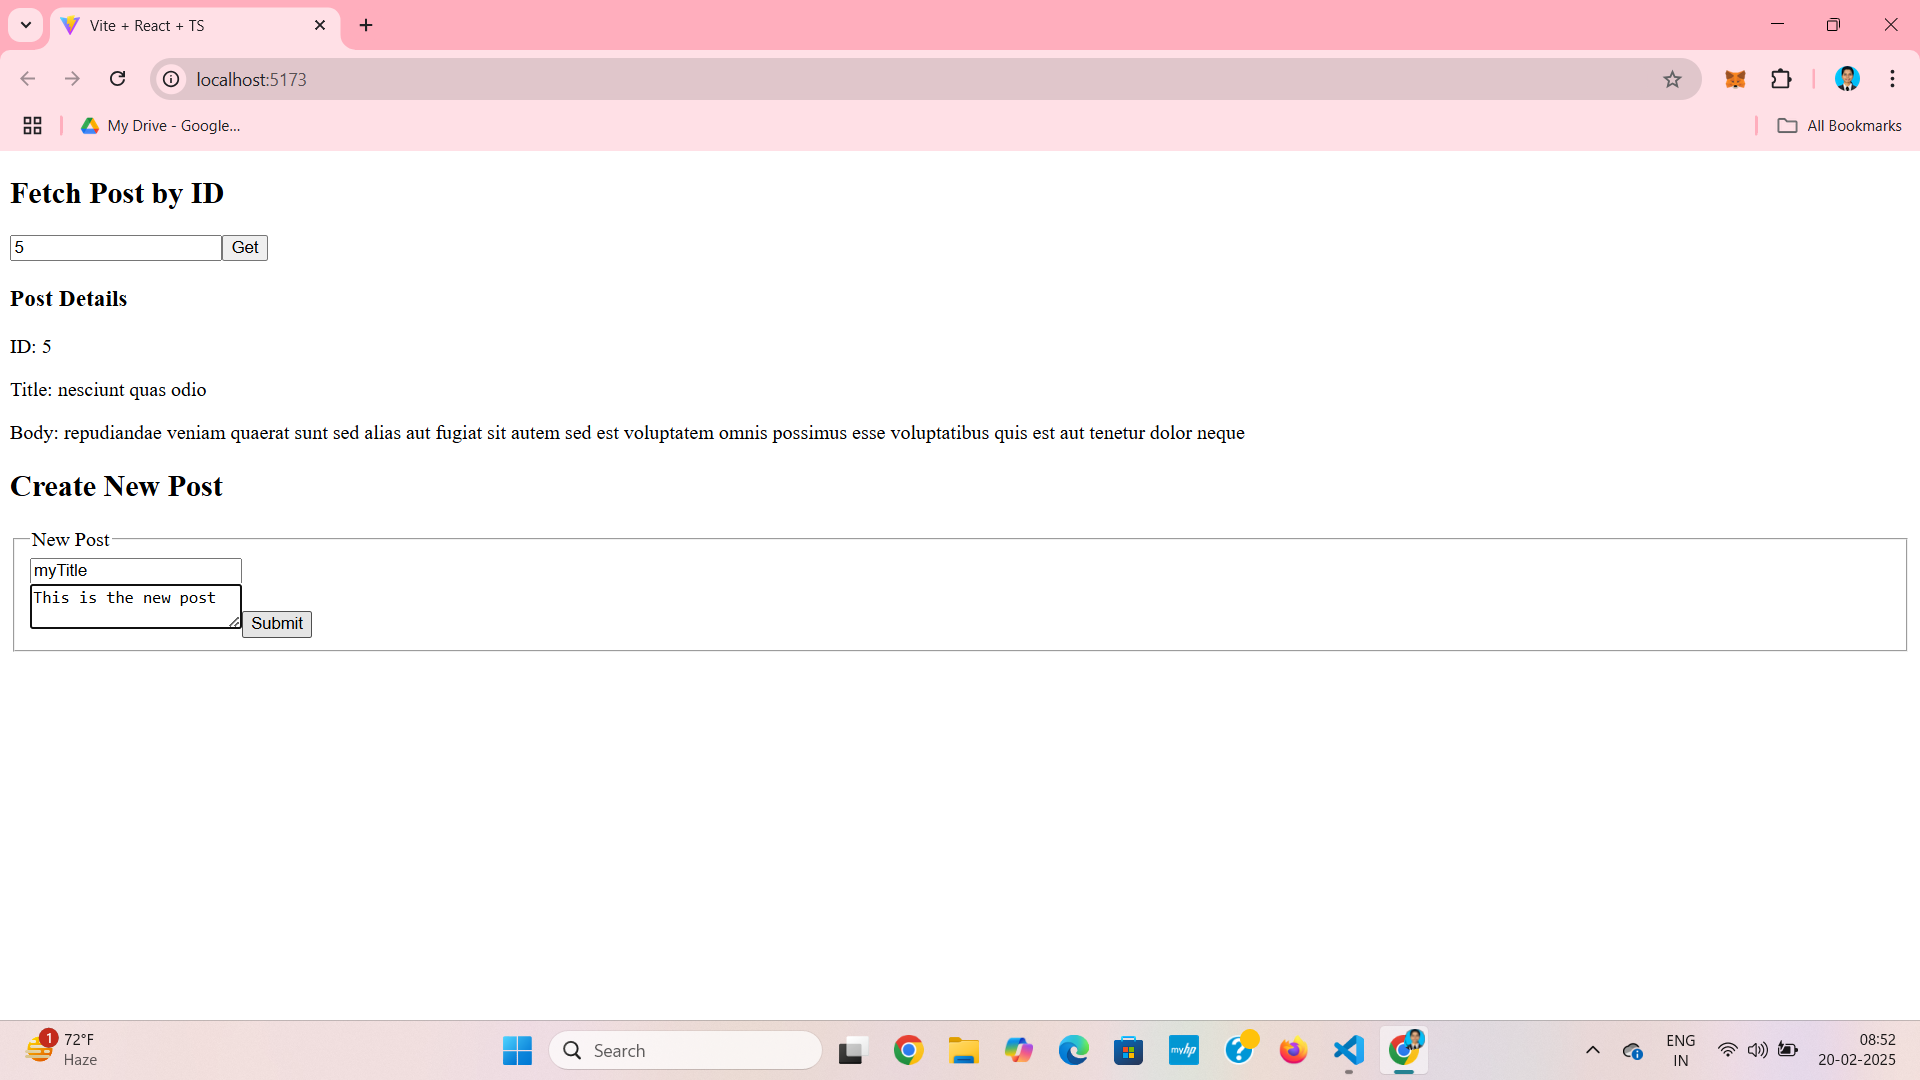 Vite + React + TS
localhost:5173
My Drive - Google...
All Bookmarks
Fetch Post by ID
5
Get
Post Details
ID: 5
Title: nesciunt quas odio
Body: repudiandae veniam quaerat sunt sed alias aut fugiat sit autem sed est voluptatem omnis possimus esse voluptatibus quis est aut tenetur dolor neque
Create New Post
New Post
myTitle
This is the new post
Submit
1
72°F
Haze
Search
myhp
ENG
IN
08:52
20-02-2025